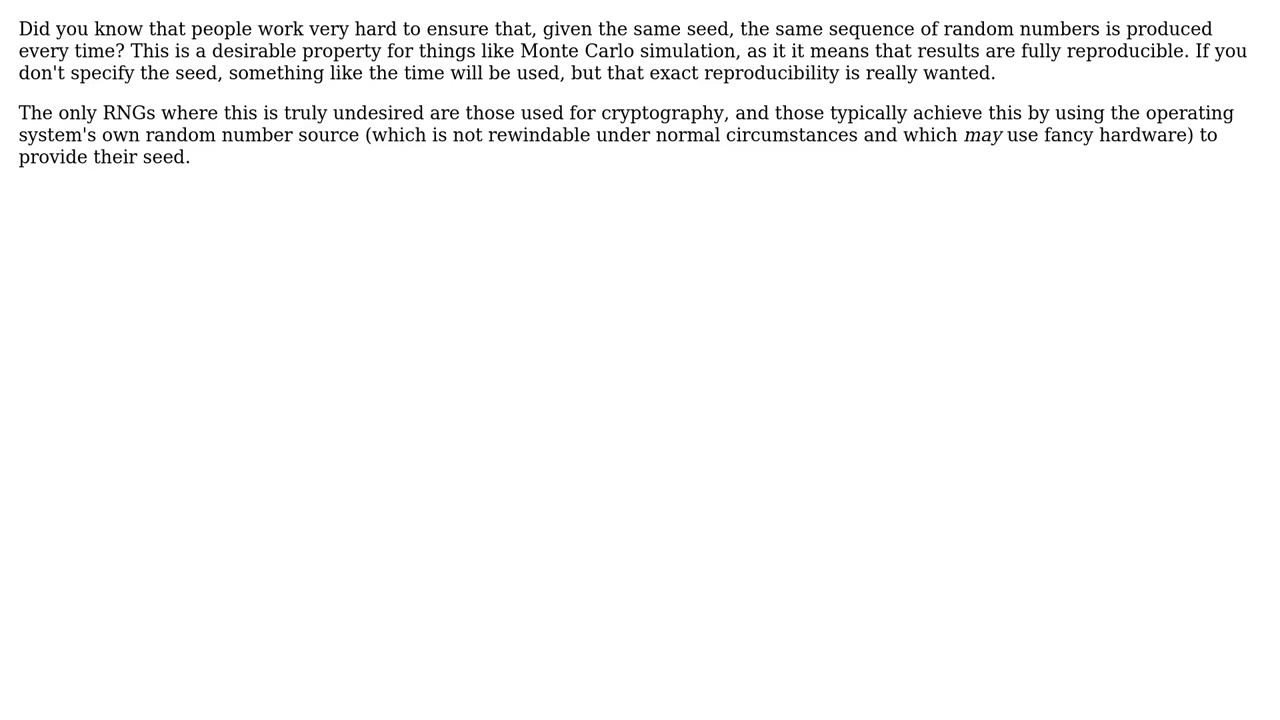 Did you know that people work very hard to ensure that, given the same seed, the same sequence of random numbers is produced
every time? This is a desirable property for things like Monte Carlo simulation, as it it means that results are fully reproducible. If you
don't specify the seed, something like the time will be used, but that exact reproducibility is really wanted.
The only RNGs where this is truly undesired are those used for cryptography, and those typically achieve this by using the operating
system's own random number source (which is not rewindable under normal circumstances and which may use fancy hardware) to
provide their seed.